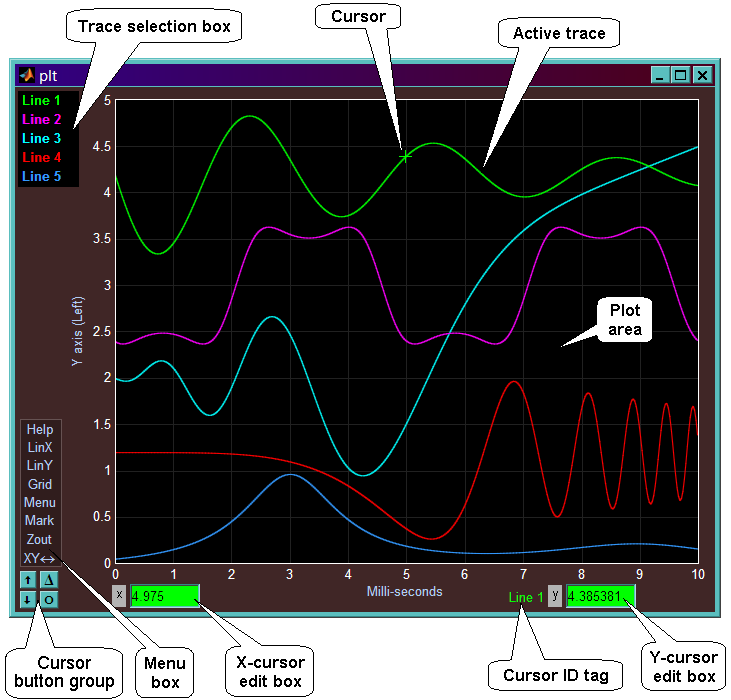 Trace selection box
Cursor
Active trace
plt
Line 1
Line 2
Line 3
Line 4
Line 5
5
4.5
4
3.5
3
2.5
2
1.5
1
0.5
0
Y axis (Left)
Plot
area
Help
LinX
LinY
Grid
Menu
Mark
Zout
XY↔
↑ Δ
↓ O
0 1 2 3 4 5 6 7 8 9 10
Milli-seconds
x 4.975
Line 1 y 4.385381
Cursor
button group
Menu
box
X-cursor
edit box
Cursor ID tag
Y-cursor
edit box